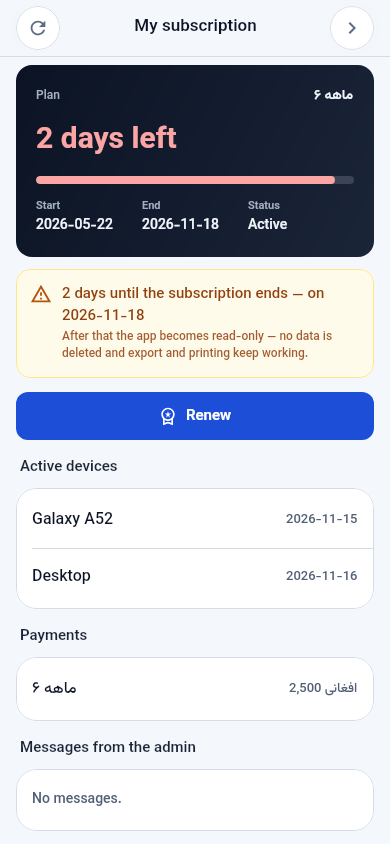 My subscription
Plan
۶ ماهه
2 days left
Start
End
Status
2026-05-22
2026-11-18
Active
2 days until the subscription ends — on
2026-11-18
After that the app becomes read-only — no data is
deleted and export and printing keep working.
Renew
Active devices
Galaxy A52
2026-11-15
Desktop
2026-11-16
Payments
۶ ماهه
2,500 افغانی
Messages from the admin
No messages.